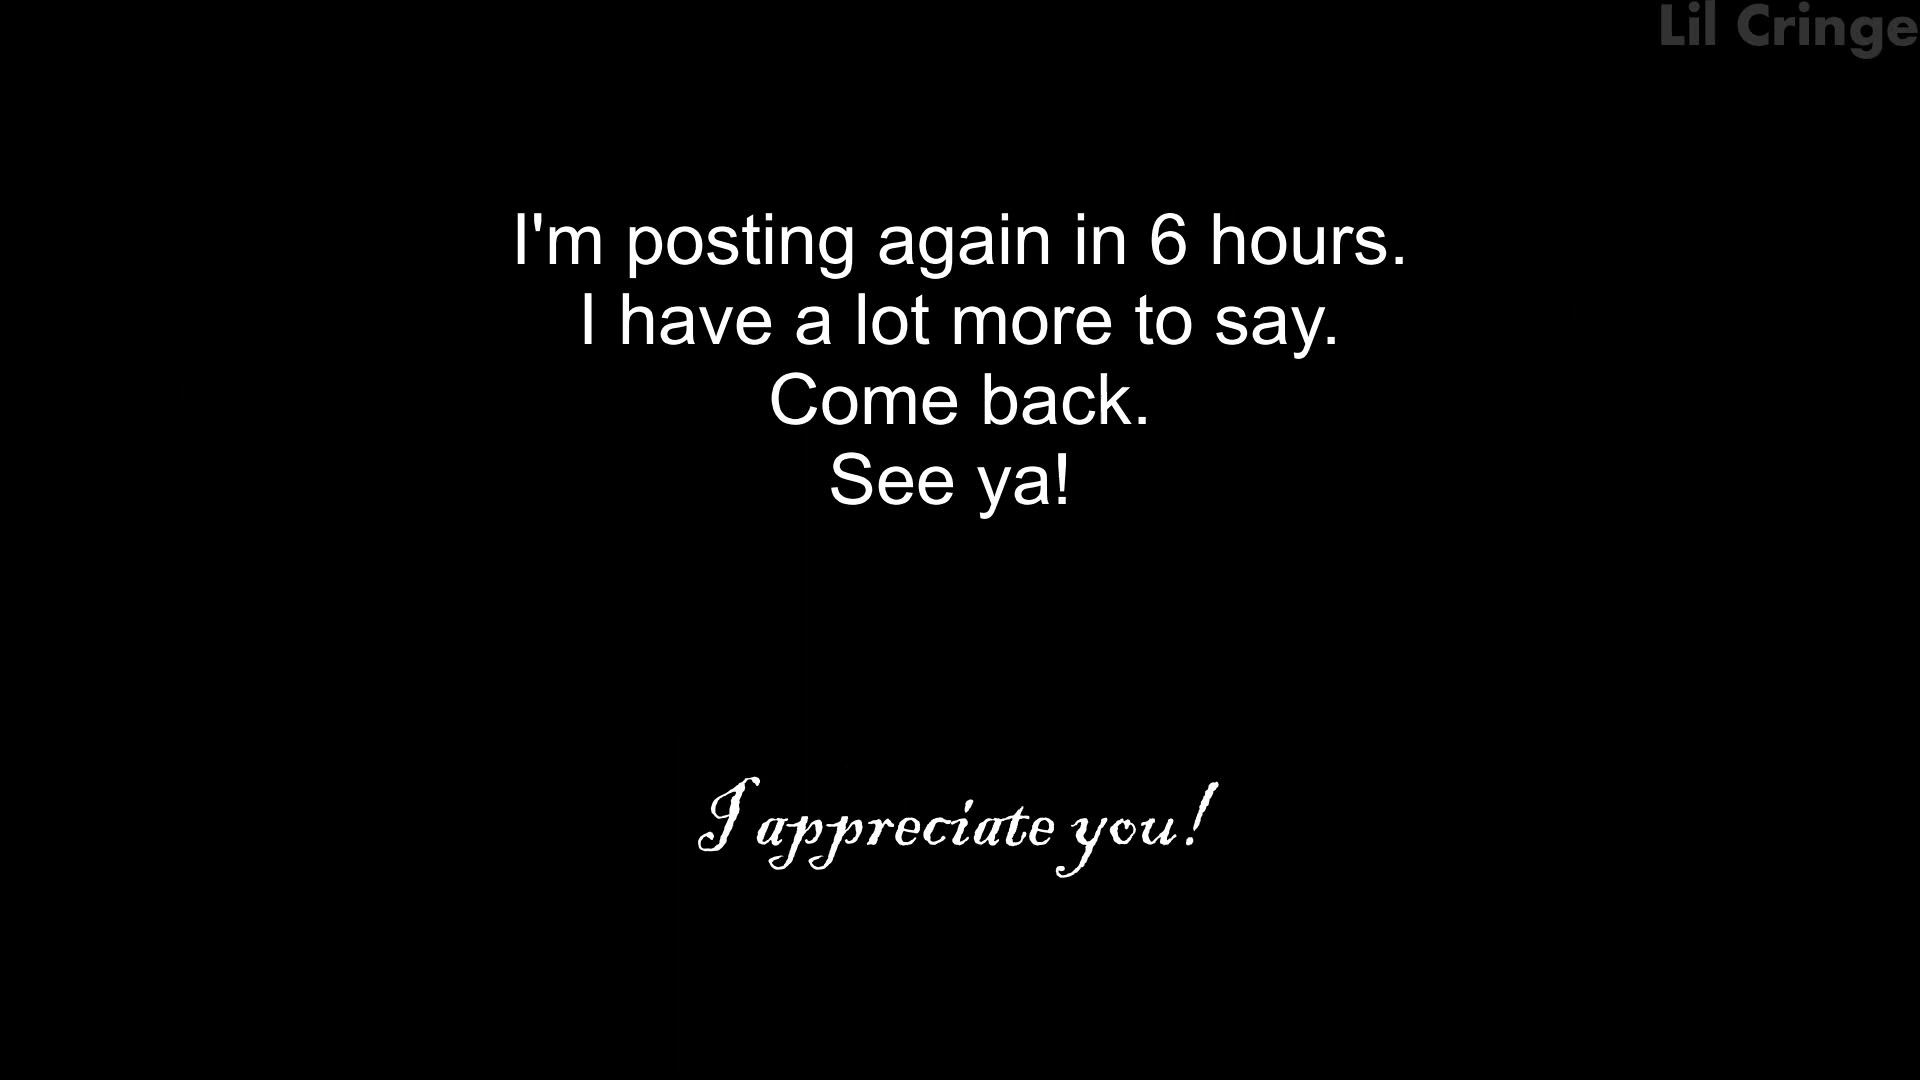 Lil Cringe
I'm posting again in 6 hours.
I have a lot more to say.
Come back.
See ya!
I appreciate you!